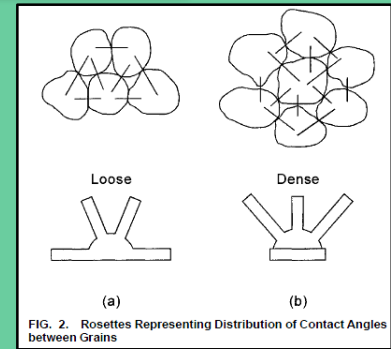 Loose Dense
(a) (b)
FIG. 2. Rosettes Representing Distribution of Contact Angles
between Grains